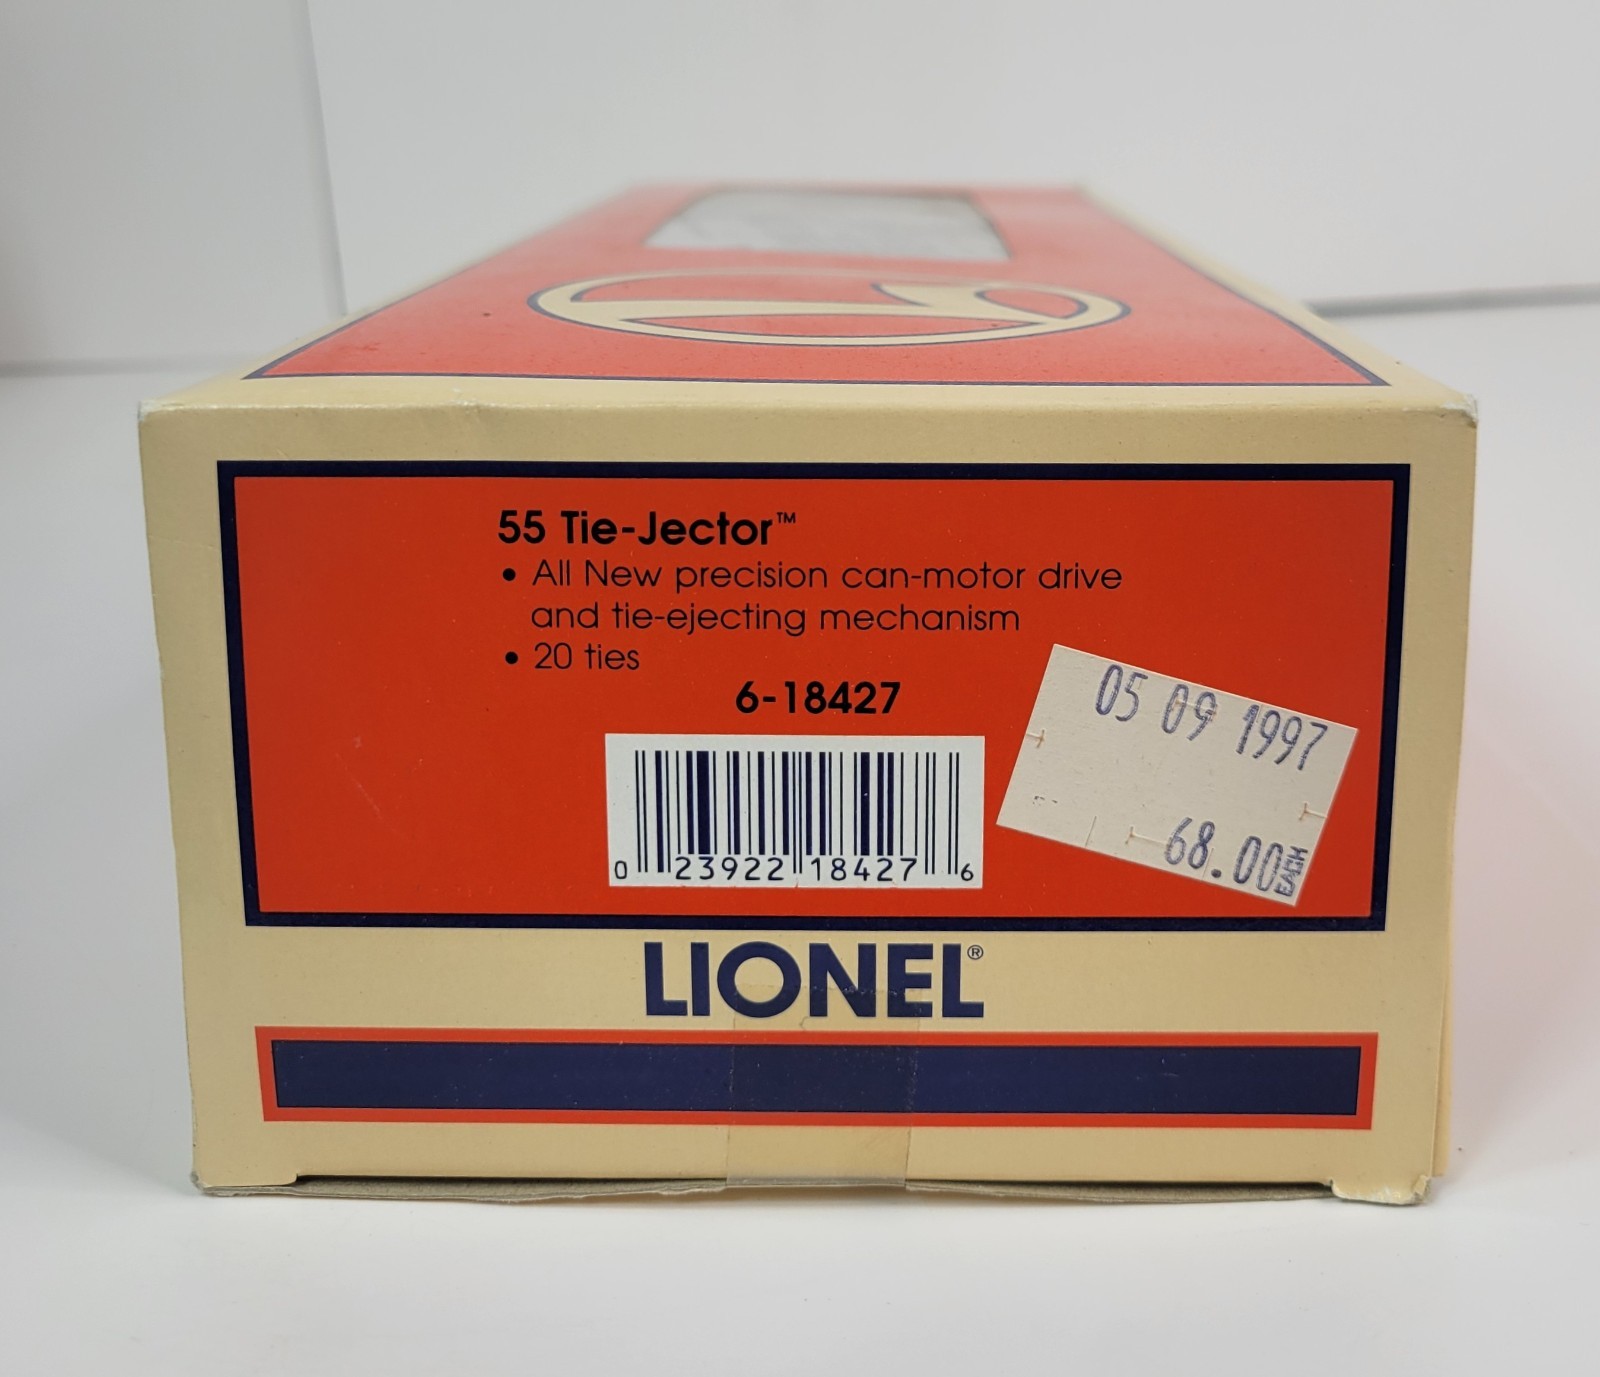 55 Tie-Jector™
• All New precision can-motor drive
and tie-ejecting mechanism
• 20 ties
6-18427
0 23922 18427 6
05 09 1997
68.00 EACH
LIONEL®